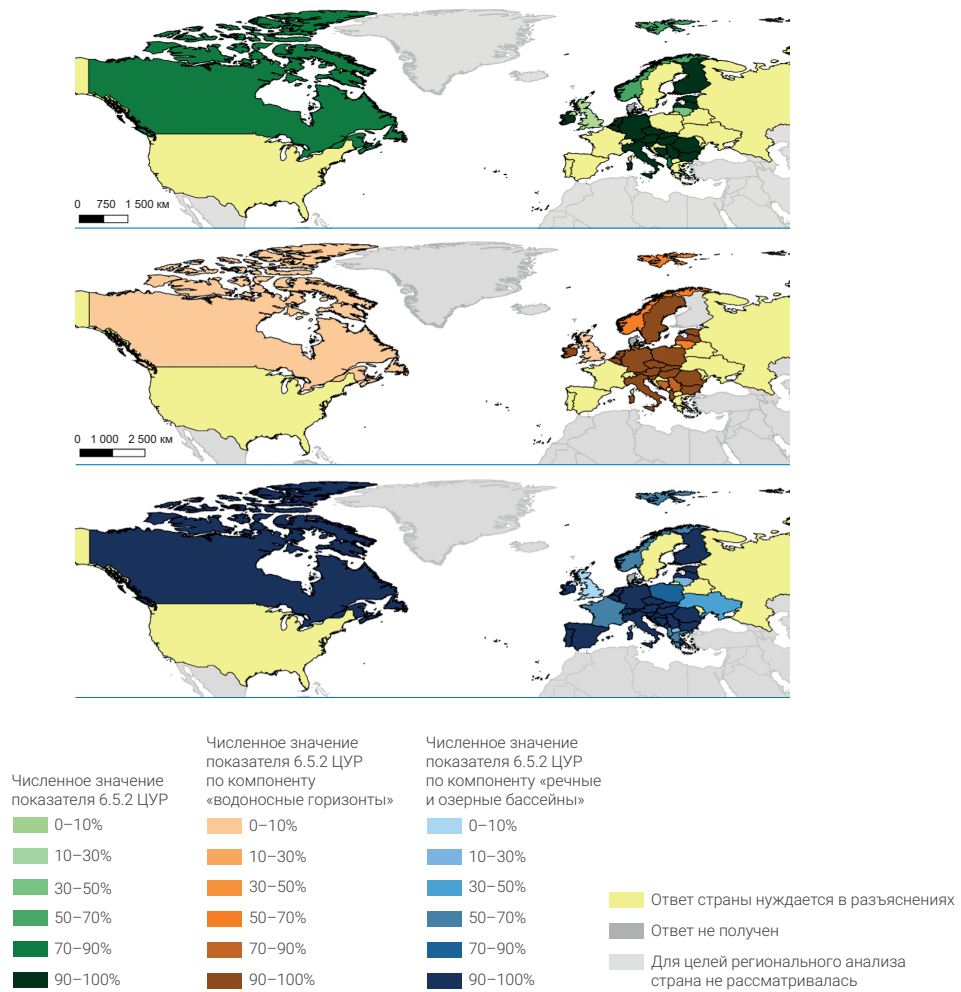 0 750 1 500 км
0 1 000 2 500 км
Численное значение
показателя 6.5.2 ЦУР
0–10%
10–30%
30–50%
50–70%
70–90%
90–100%
Численное значение
показателя 6.5.2 ЦУР
по компоненту
«водоносные горизонты»
0–10%
10–30%
30–50%
50–70%
70–90%
90–100%
Численное значение
показателя 6.5.2 ЦУР
по компоненту «речные
и озерные бассейны»
0–10%
10–30%
30–50%
50–70%
70–90%
90–100%
Ответ страны нуждается в разъяснениях
Ответ не получен
Для целей регионального анализа
страна не рассматривалась